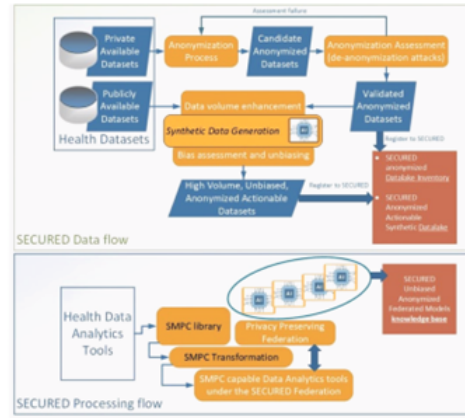 Assessment Failure
Private
Available
Datasets
Anonymization
Process
Candidate
Anonymized
Datasets
Anonymization Assessment
(de-anonymization attacks)
Publicly
Available
Datasets
Health Datasets
Data volume enhancement
Synthetic Data Generation
Bias assessment and unbiasing
Validated
Anonymized
Datasets
Register to SECURED
High Volume, Unbiased,
Anonymized Actionable
Datasets
Register to SECURED
SECURED
anonymized
Datalake Inventory
SECURED
Anonymized
Actionable
Synthetic Datalake
SECURED Data flow
Health Data
Analytics
Tools
SMPC library
SMPC Transformation
SMPC capable Data Analytics tools
under the SECURED Federation
Privacy Preserving
Federation
SECURED
Unbiased
Anonymized
Federated Models
knowledge base
SECURED Processing flow